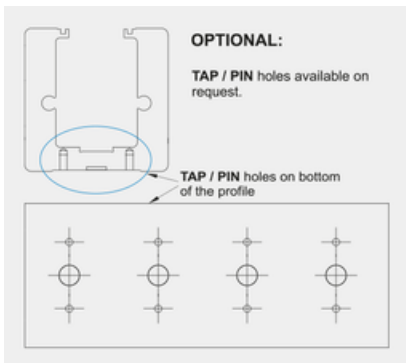 OPTIONAL:
TAP / PIN holes available on
request.
TAP / PIN holes on bottom
of the profile